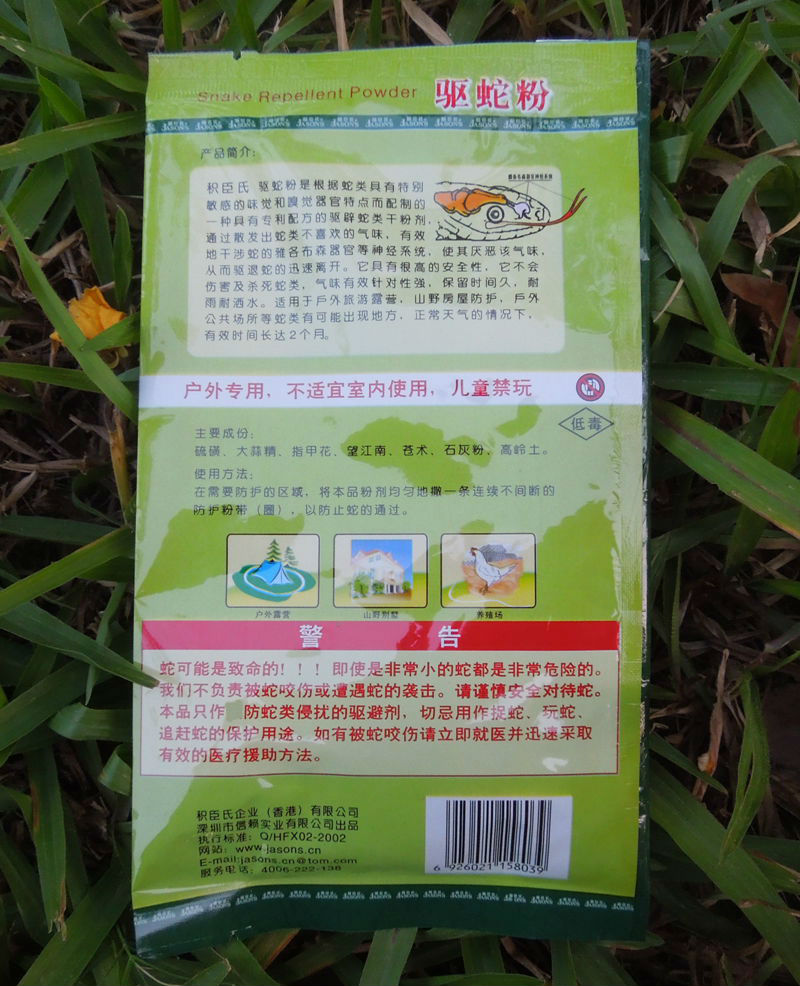 Snake Repellent Powder 驱蛇粉
产品简介:
积臣氏 驱蛇粉是根据蛇类具有特别
敏感的味觉和嗅觉器官特点而配制的
一种具有专利配方的驱辟蛇类干粉剂,
通过散发出蛇类不喜欢的气味, 有效
地干涉蛇的雅各布森器官等神经系统, 使其厌恶该气味,
从而驱退蛇的迅速离开。它具有很高的安全性, 它不会
伤害及杀死蛇类, 气味有效针对性強, 保留时间久, 耐
雨耐洒水。适用于户外旅游露营, 山野房屋防护, 户外
公共场所等蛇类有可能出现地方, 正常天气的情况下,
有效时间长达2个月。
户外专用, 不适宜室内使用, 儿童禁玩
低毒
主要成份:
硫磺、大蒜精、指甲花、望江南、苍术、石灰粉、高岭土。
使用方法:
在需要防护的区域, 将本品粉剂均匀地撒一条连续不间断的
防护粉带(圈), 以防止蛇的通过。
户外露营 山野别墅 养殖场
警 告
蛇可能是致命的!!! 即使是非常小的蛇都是非常危险的。
我们不负责被蛇咬伤或遭遇蛇的袭击。请谨慎安全对待蛇。
本品只作 防蛇类侵扰的驱避剂, 切忌用作捉蛇、玩蛇、
追赶蛇的保护用途。如有被蛇咬伤请立即就医并迅速采取
有效的医疗援助方法。
积臣氏企业(香港)有限公司
深圳市信赖实业有限公司出品
执行标准: Q/HFX02-2002
网站: www.jasons.cn
E-mail:jasons.cn@tom.com
服务电话: 4006-222-138
6 926021 158039